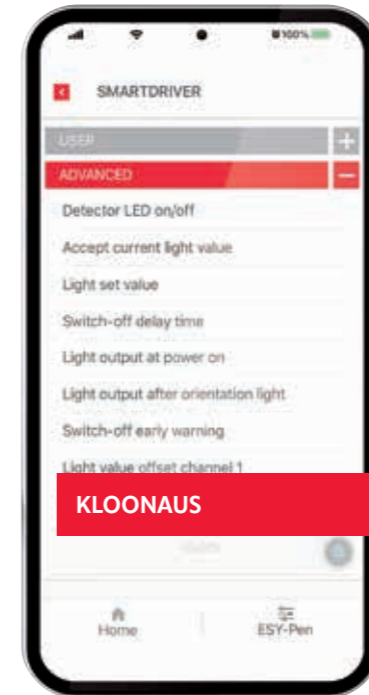 100%
SMARTDRIVER
USER
ADVANCED
Detector LED on/off
Accept current light value
Light set value
Switch-off delay time
Light output at power on
Light output after orientation light
Switch-off early warning
Light value offset channel 1
KLOONAUS
Home
ESY-Pen